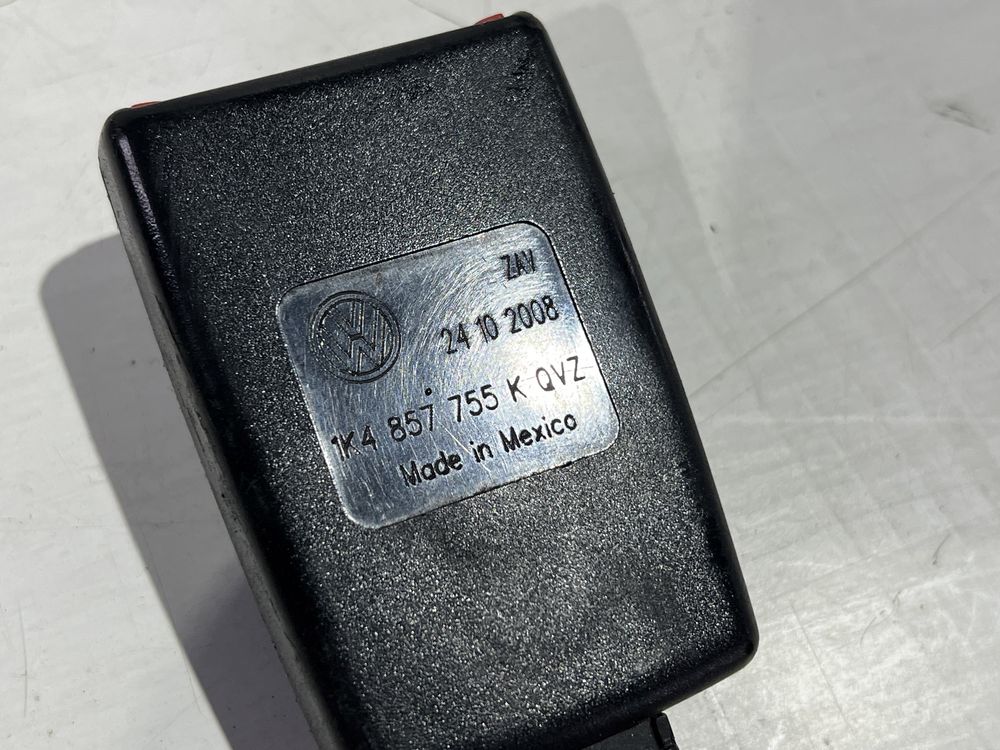 ZAV
24 10 2008
1K4 857 755 K QVZ
Made in Mexico